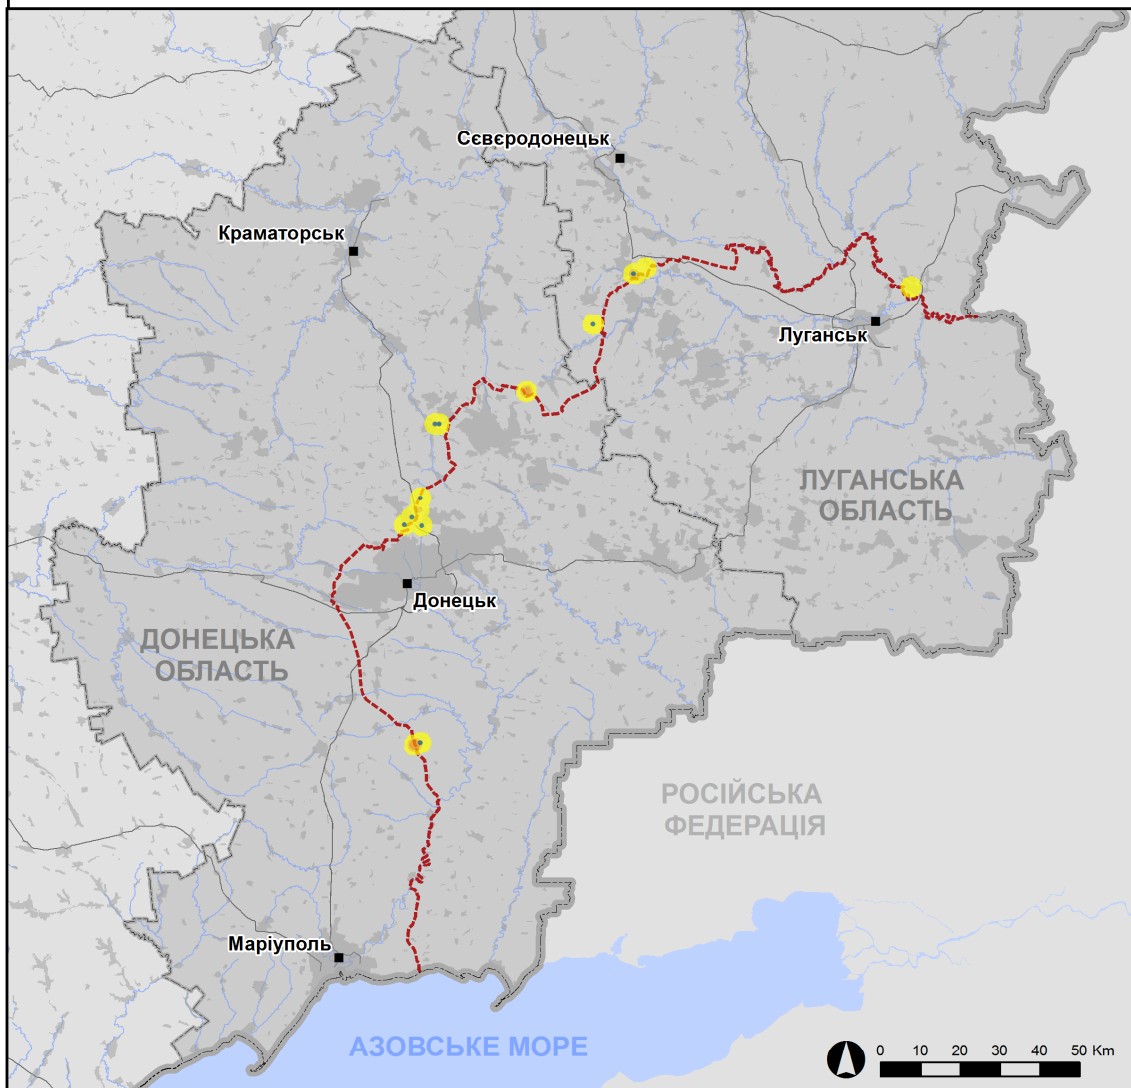 Сєвєродонецьк
Краматорськ
Луганськ
ЛУГАНСЬКА
ОБЛАСТЬ
Донецьк
ДОНЕЦЬКА
ОБЛАСТЬ
РОСІЙСЬКА
ФЕДЕРАЦІЯ
Маріуполь
АЗОВСЬКЕ МОРЕ
0 10 20 30 40 50 Km